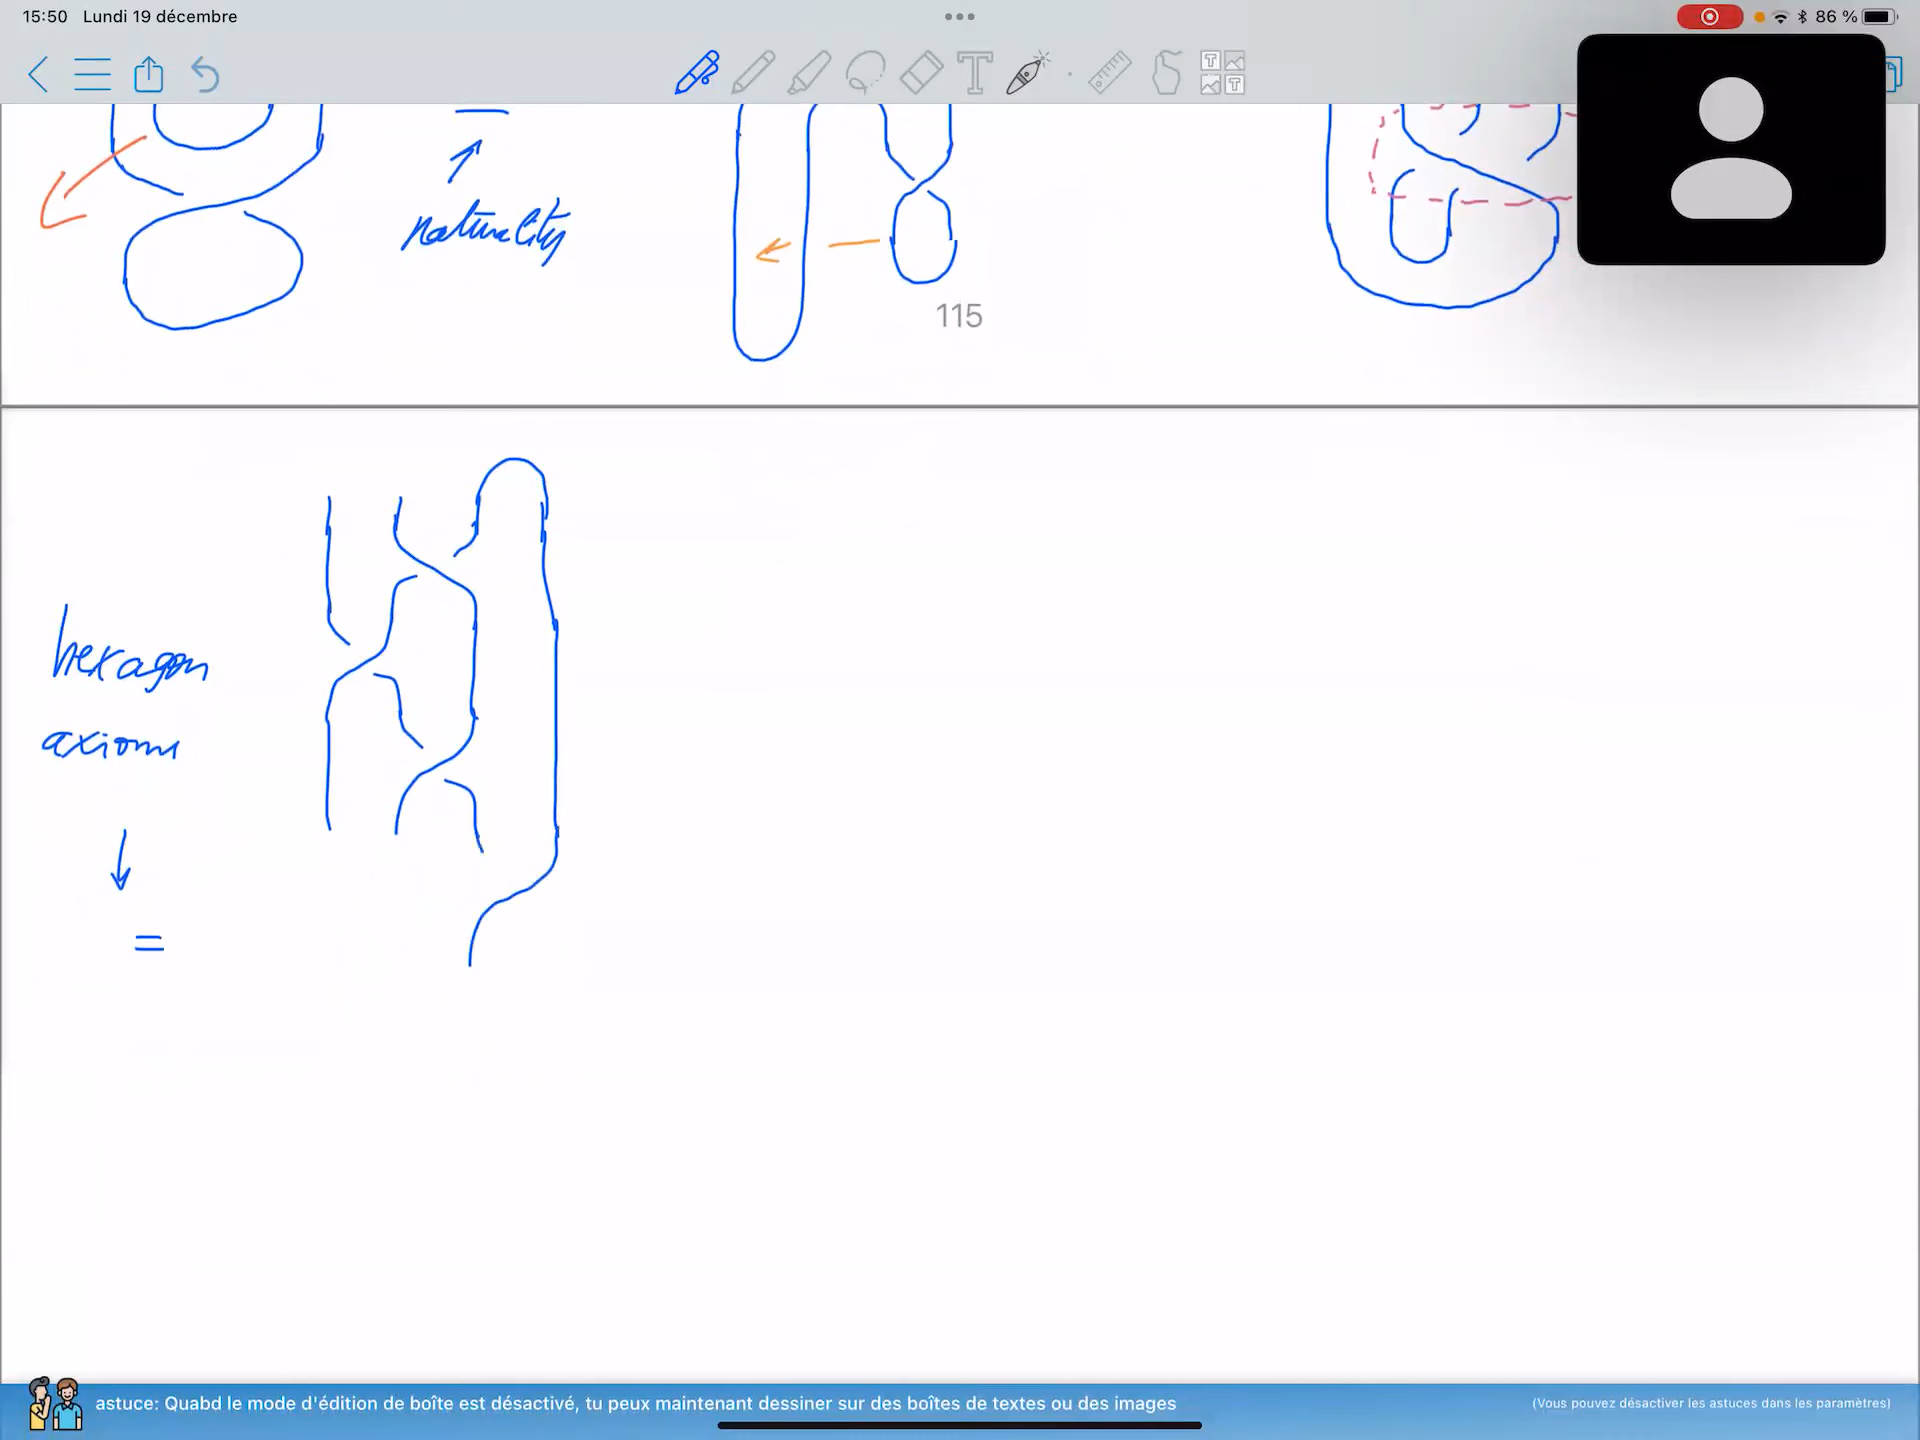 15:50 Lundi 19 décembre
86 %
naturality
115
hexagon
axioms
=
astuce: Quabd le mode d'édition de boîte est désactivé, tu peux maintenant dessiner sur des boîtes de textes ou des images
(Vous pouvez désactiver les astuces dans les paramètres)